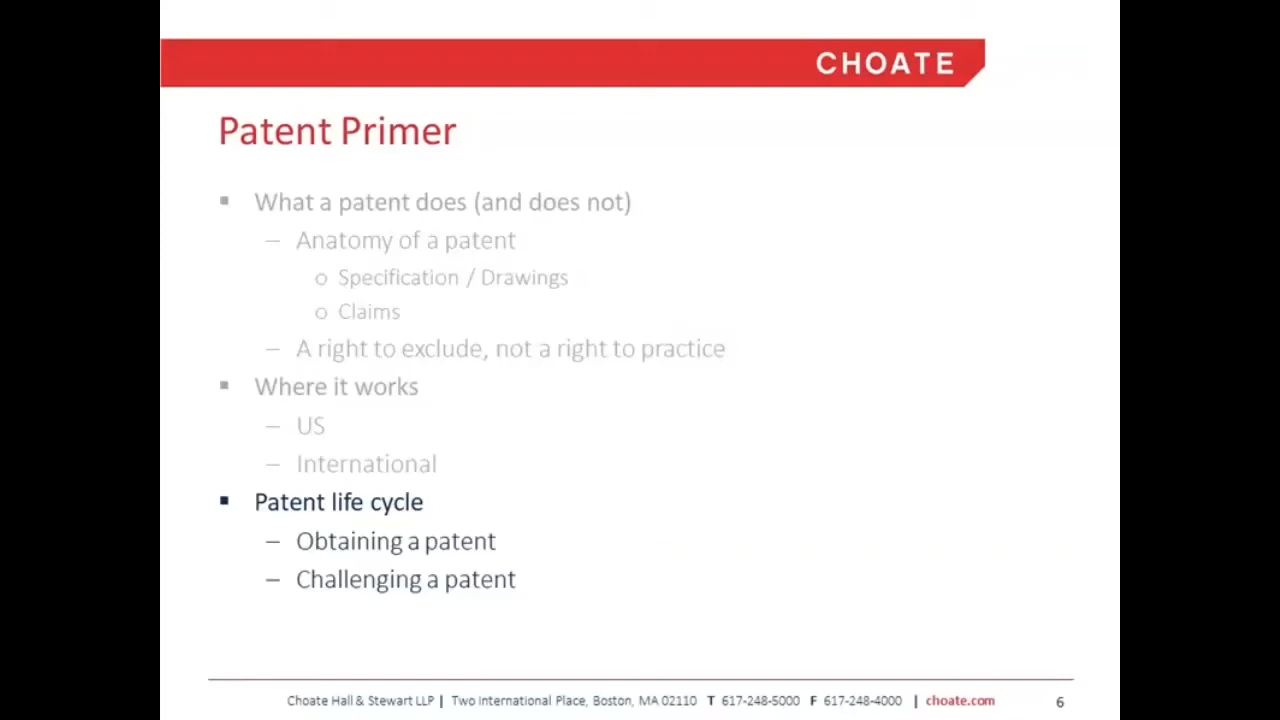 CHOATE
Patent Primer
▪ What a patent does (and does not)
– Anatomy of a patent
o Specification / Drawings
o Claims
– A right to exclude, not a right to practice
▪ Where it works
– US
– International
▪ Patent life cycle
– Obtaining a patent
– Challenging a patent
Choate Hall & Stewart LLP | Two International Place, Boston, MA 02110 T 617-248-5000 F 617-248-4000 | choate.com 6